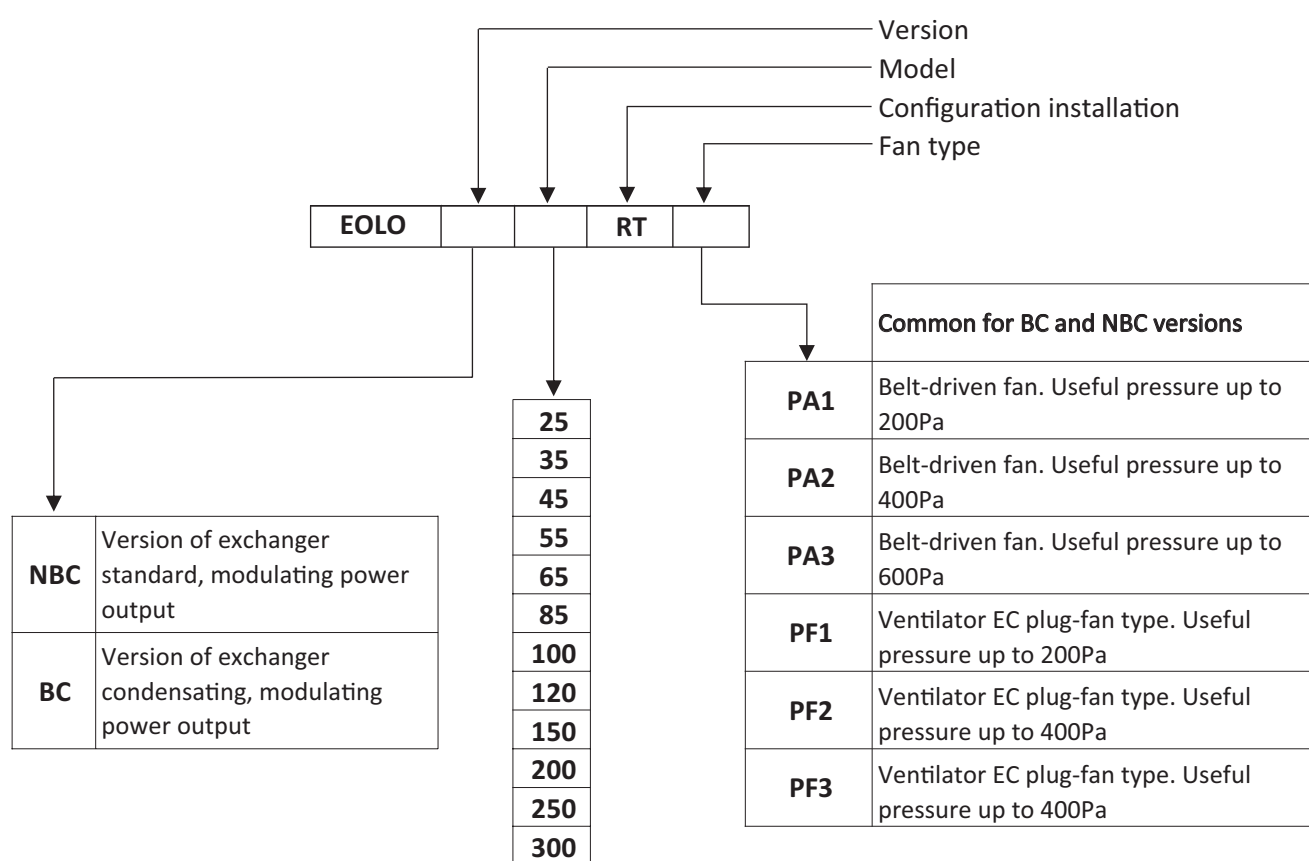 Version
Model
Configuration installation
Fan type
EOLO RT
Common for BC and NBC versions
PA1 Belt-driven fan. Useful pressure up to
200Pa
PA2 Belt-driven fan. Useful pressure up to
400Pa
PA3 Belt-driven fan. Useful pressure up to
600Pa
PF1 Ventilator EC plug-fan type. Useful
pressure up to 200Pa
PF2 Ventilator EC plug-fan type. Useful
pressure up to 400Pa
PF3 Ventilator EC plug-fan type. Useful
pressure up to 400Pa
25
35
45
55
65
85
100
120
150
200
250
300
NBC Version of exchanger
standard, modulating power
output
BC Version of exchanger
condensating, modulating
power output